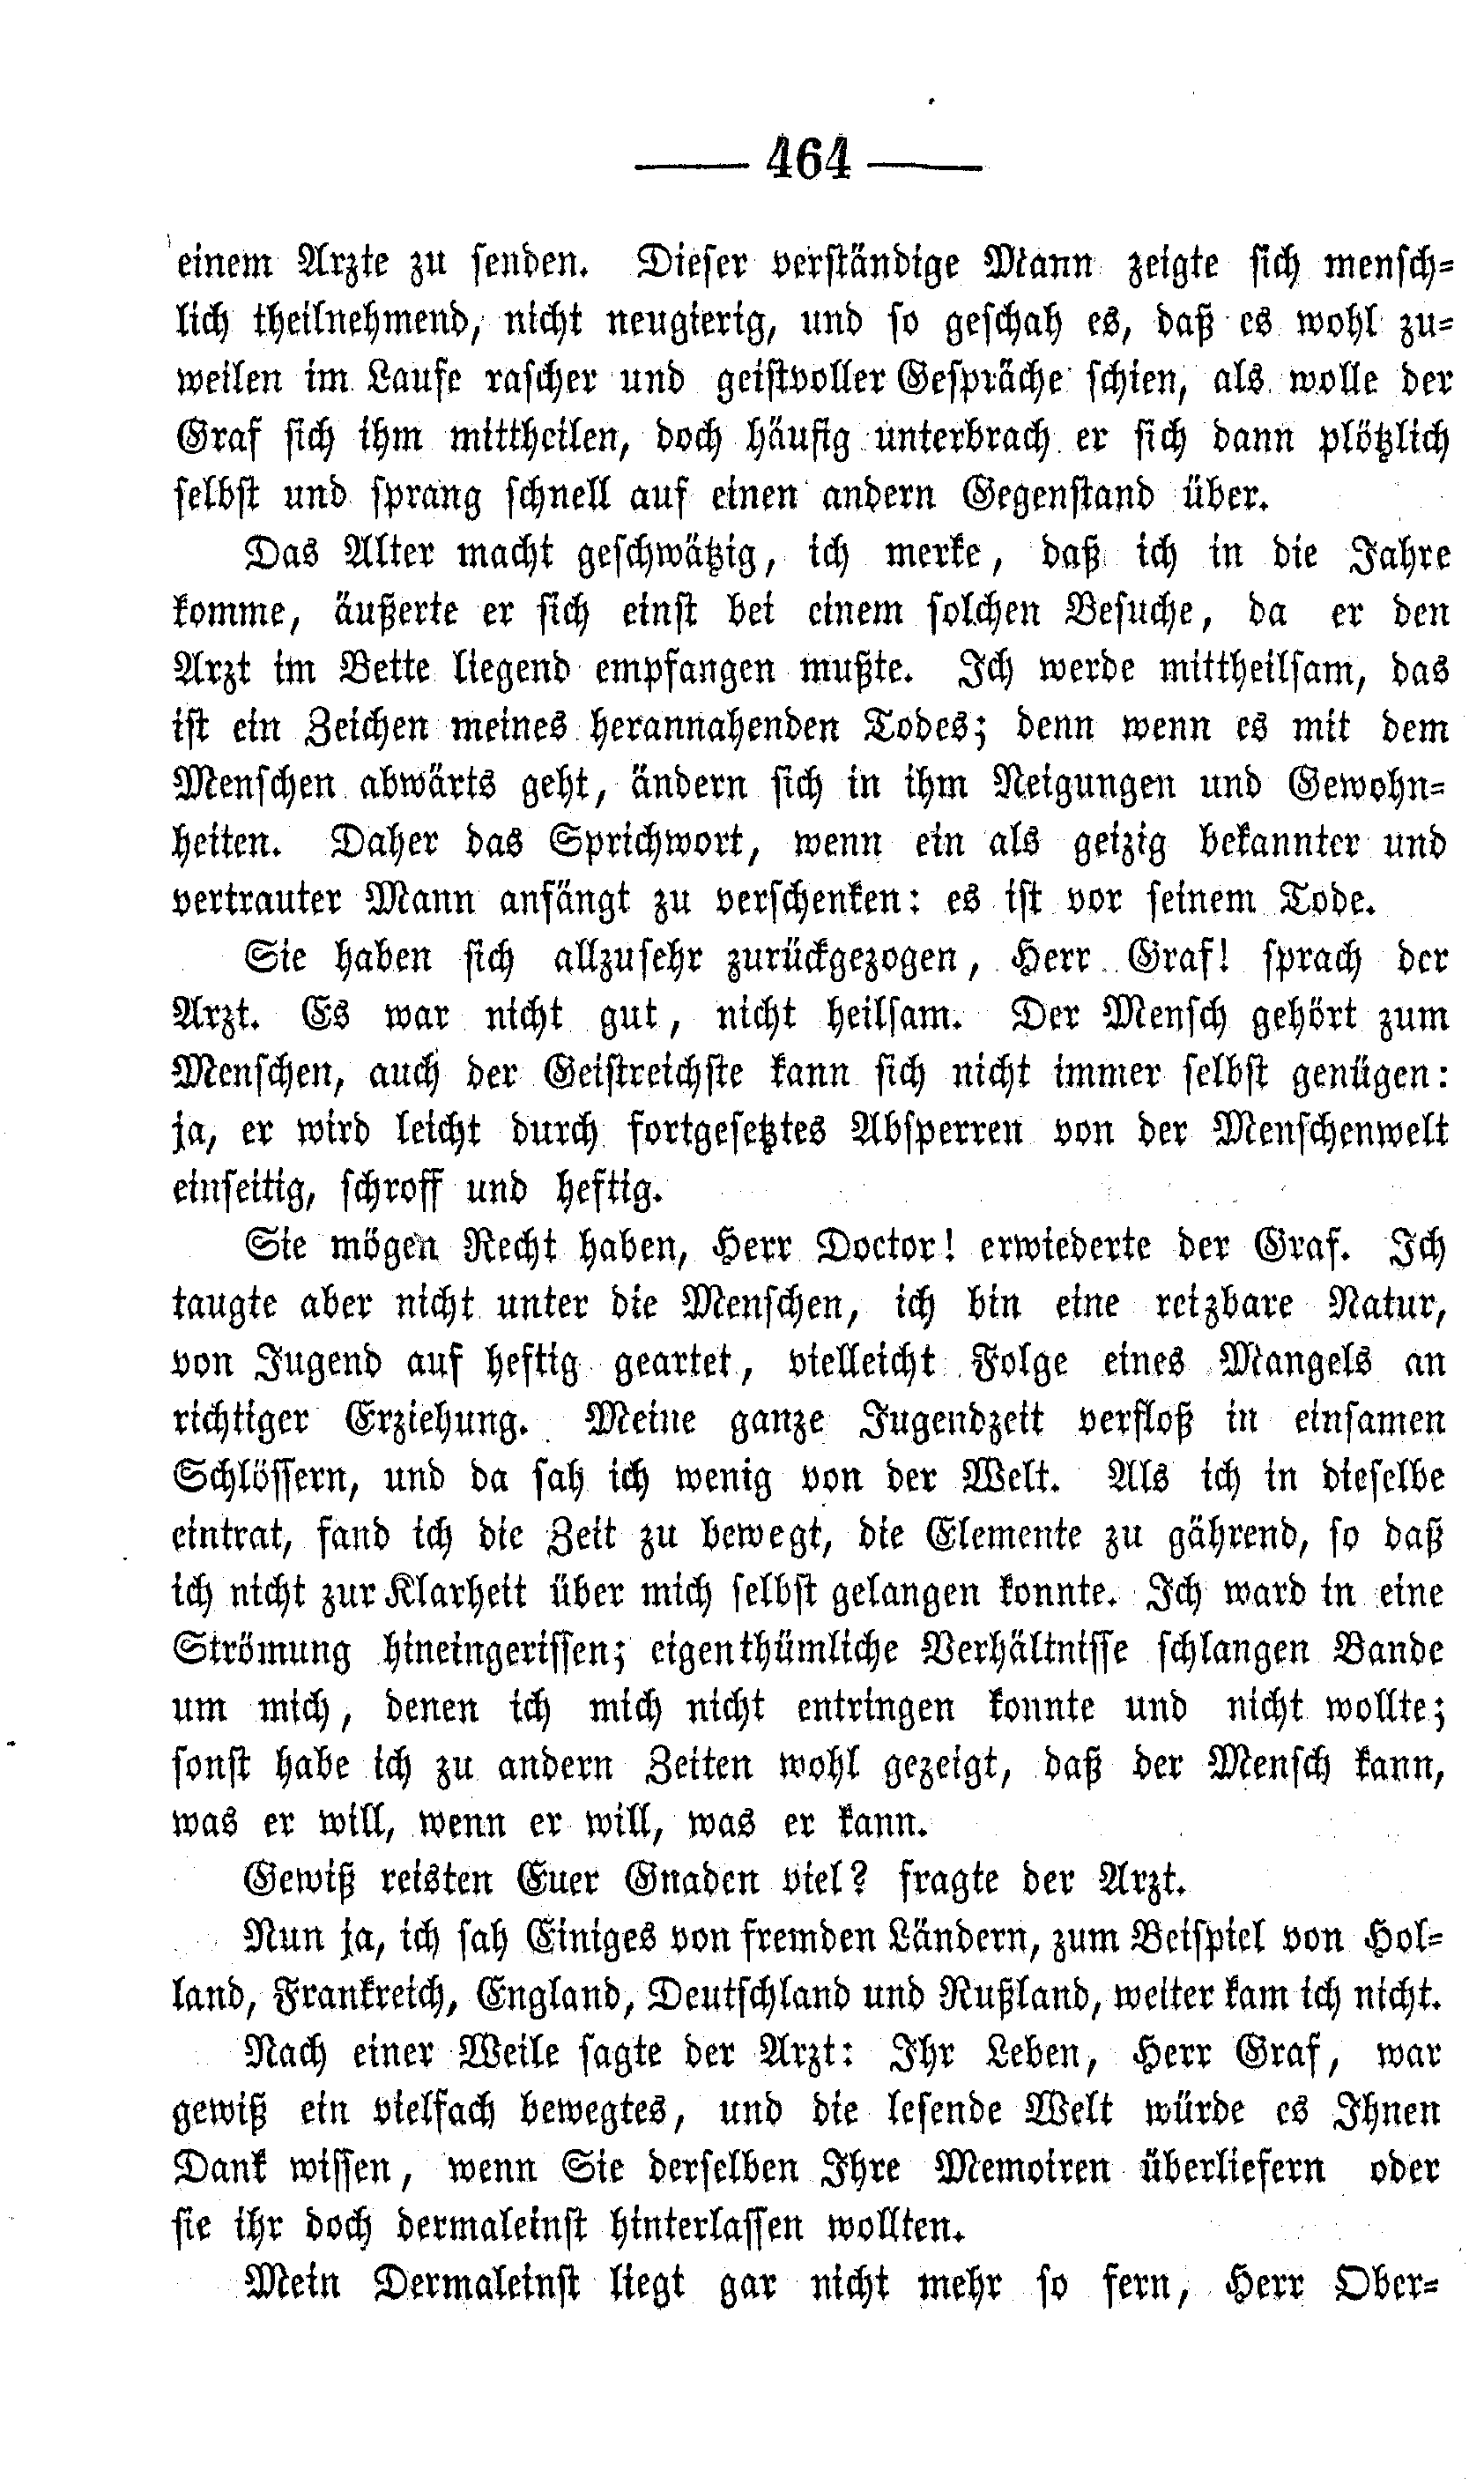 —— 464 ——
einem Arzte zu senden. Dieser verständige Mann zeigte sich mensch-
lich theilnehmend, nicht neugierig, und so geschah es, daß es wohl zu-
weilen im Laufe rascher und geistvoller Gespräche schien, als wolle der
Graf sich ihm mittheilen, doch häufig unterbrach er sich dann plötzlich
selbst und sprang schnell auf einen andern Gegenstand über.
Das Alter macht geschwätzig, ich merke, daß ich in die Jahre
komme, äußerte er sich einst bei einem solchen Besuche, da er den
Arzt im Bette liegend empfangen mußte. Ich werde mittheilsam, das
ist ein Zeichen meines herannahenden Todes; denn wenn es mit dem
Menschen abwärts geht, ändern sich in ihm Neigungen und Gewohn-
heiten. Daher das Sprichwort, wenn ein als geizig bekannter und
vertrauter Mann anfängt zu verschenken: es ist vor seinem Tode.
Sie haben sich allzusehr zurückgezogen, Herr Graf! sprach der
Arzt. Es war nicht gut, nicht heilsam. Der Mensch gehört zum
Menschen, auch der Geistreichste kann sich nicht immer selbst genügen:
ja, er wird leicht durch fortgesetztes Absperren von der Menschenwelt
einseitig, schroff und heftig.
Sie mögen Recht haben, Herr Doctor! erwiederte der Graf. Ich
taugte aber nicht unter die Menschen, ich bin eine reizbare Natur,
von Jugend auf heftig geartet, vielleicht Folge eines Mangels an
richtiger Erziehung. Meine ganze Jugendzeit verfloß in einsamen
Schlössern, und da sah ich wenig von der Welt. Als ich in dieselbe
eintrat, fand ich die Zeit zu bewegt, die Elemente zu gährend, so daß
ich nicht zur Klarheit über mich selbst gelangen konnte. Ich ward in eine
Strömung hineingerissen; eigenthümliche Verhältnisse schlangen Bande
um mich, denen ich mich nicht entringen konnte und nicht wollte;
sonst habe ich zu andern Zeiten wohl gezeigt, daß der Mensch kann,
was er will, wenn er will, was er kann.
Gewiß reisten Euer Gnaden viel? fragte der Arzt.
Nun ja, ich sah Einiges von fremden Ländern, zum Beispiel von Hol-
land, Frankreich, England, Deutschland und Rußland, weiter kam ich nicht.
Nach einer Weile sagte der Arzt: Ihr Leben, Herr Graf, war
gewiß ein vielfach bewegtes, und die lesende Welt würde es Ihnen
Dank wissen, wenn Sie derselben Ihre Memoiren überliefern oder
sie ihr doch dermaleinst hinterlassen wollten.
Mein Dermaleinst liegt gar nicht mehr so fern, Herr Ober-